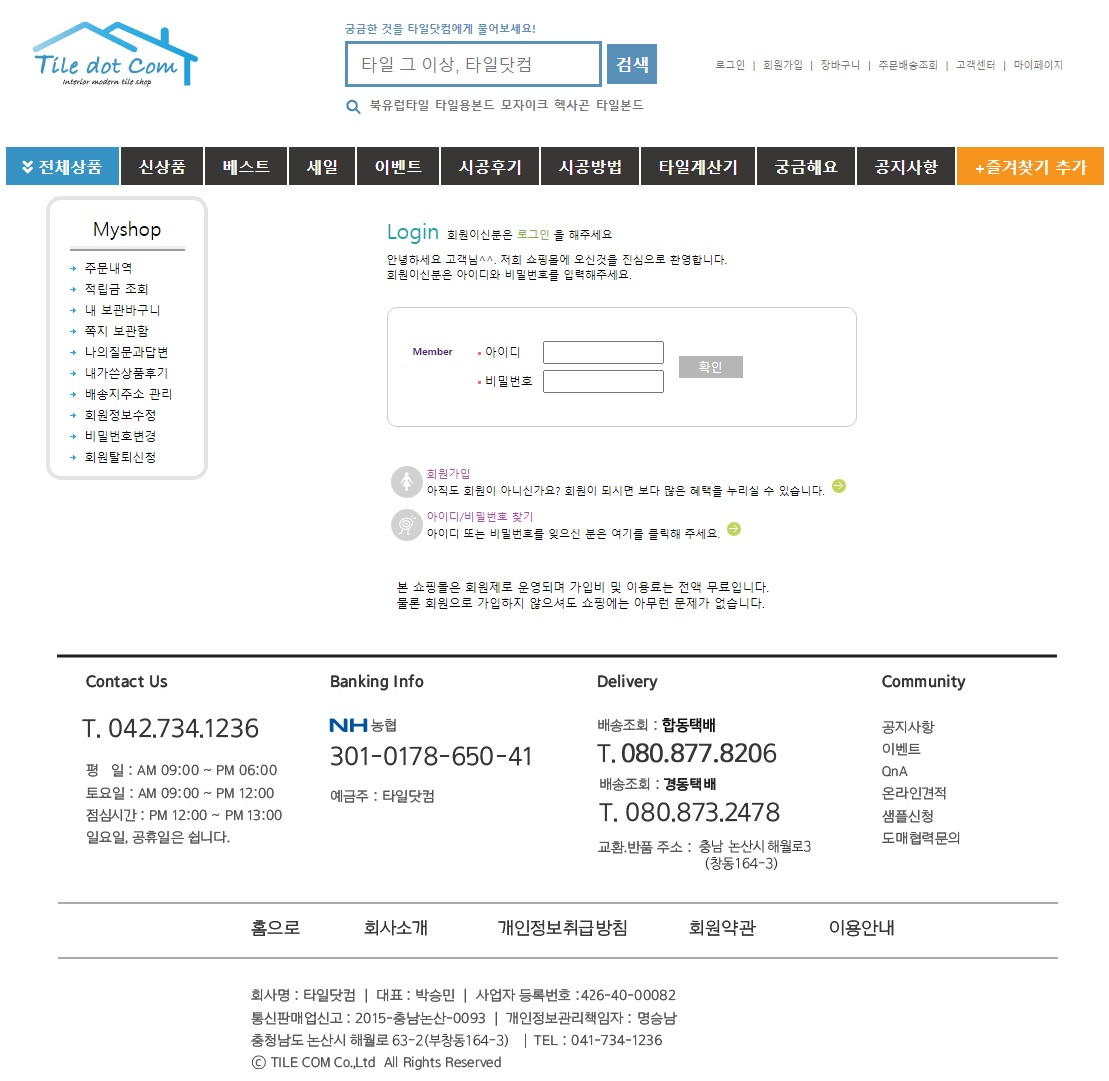 Tile dot Com
Interior modern tile shop
궁금한 것을 타일닷컴에게 물어보세요!
타일 그 이상, 타일닷컴
검색
북유럽타일 타일용본드 모자이크 헥사곤 타일본드
로그인 | 회원가입 | 장바구니 | 주문배송조회 | 고객센터 | 마이페이지
전체상품 신상품 베스트 세일 이벤트 시공후기 시공방법 타일계산기 궁금해요 공지사항 +즐겨찾기 추가
Myshop
주문내역
적립금 조회
내 보관바구니
쪽지 보관함
나의질문과답변
내가쓴상품후기
배송지주소 관리
회원정보수정
비밀번호변경
회원탈퇴신청
Login 회원이신분은 로그인 을 해주세요
안녕하세요 고객님^^. 저희 쇼핑몰에 오신것을 진심으로 환영합니다.
회원이신분은 아이디와 비밀번호를 입력해주세요.
Member
아이디
비밀번호
확인
회원가입
아직도 회원이 아니신가요? 회원이 되시면 보다 많은 혜택을 누리실 수 있습니다.
아이디/비밀번호 찾기
아이디 또는 비밀번호를 잊으신 분은 여기를 클릭해 주세요.
본 쇼핑몰은 회원제로 운영되며 가입비 및 이용료는 전액 무료입니다.
물론 회원으로 가입하지 않으셔도 쇼핑에는 아무런 문제가 없습니다.
Contact Us
T. 042.734.1236
평 일 : AM 09:00 ~ PM 06:00
토요일 : AM 09:00 ~ PM 12:00
점심시간 : PM 12:00 ~ PM 13:00
일요일, 공휴일은 쉽니다.
Banking Info
NH농협
301-0178-650-41
예금주 : 타일닷컴
Delivery
배송조회 : 합동택배
T. 080.877.8206
배송조회 : 경동택배
T. 080.873.2478
교환.반품 주소 : 충남 논산시 해월로3
(창동164-3)
Community
공지사항
이벤트
QnA
온라인견적
샘플신청
도매협력문의
홈으로 회사소개 개인정보취급방침 회원약관 이용안내
회사명 : 타일닷컴 | 대표 : 박승민 | 사업자 등록번호 :426-40-00082
통신판매업신고 : 2015-충남논산-0093 | 개인정보관리책임자 : 명승남
충청남도 논산시 해월로 63-2(부창동164-3) | TEL : 041-734-1236
ⓒ TILE COM Co.,Ltd All Rights Reserved